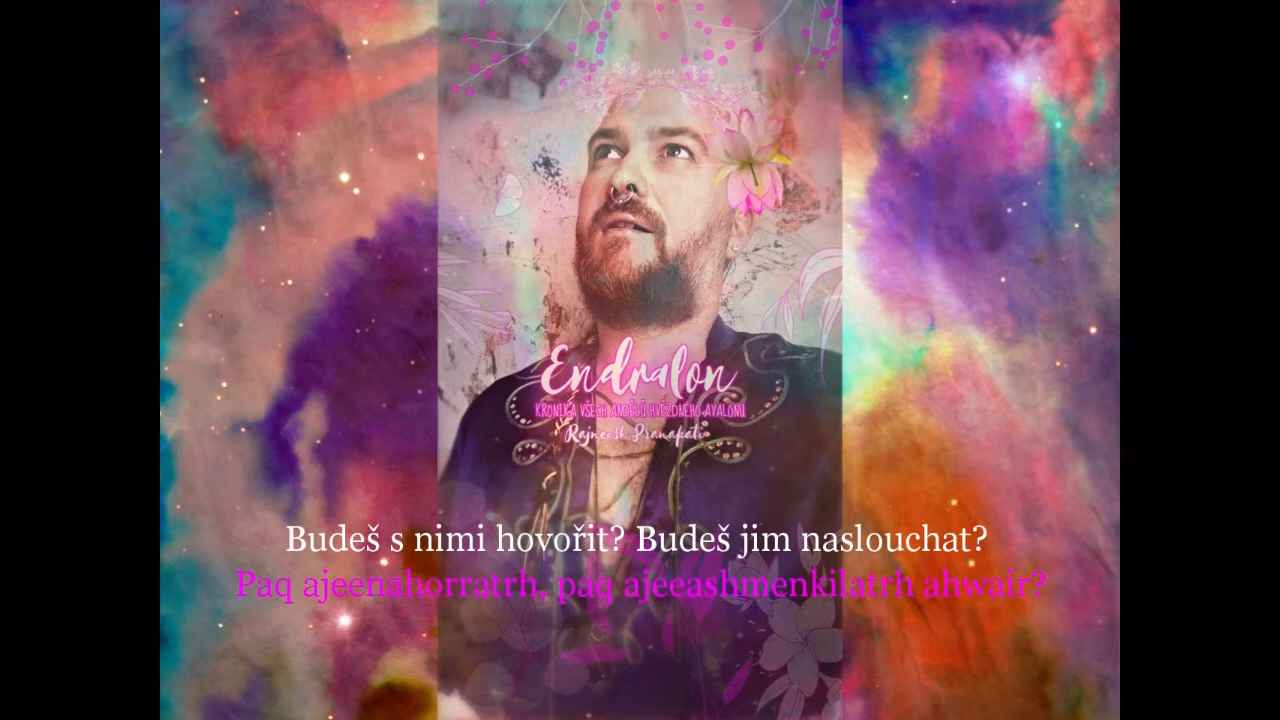 Endralon
KRONIKA VŠECH ANDĚLŮ HVĚZDNÉHO AVALONU
Rajneesh Pranapati
Budeš s nimi hovořit? Budeš jim naslouchat?
Paq ajeenahorratrh, paq ajeeashmenkilatrh ahwair?